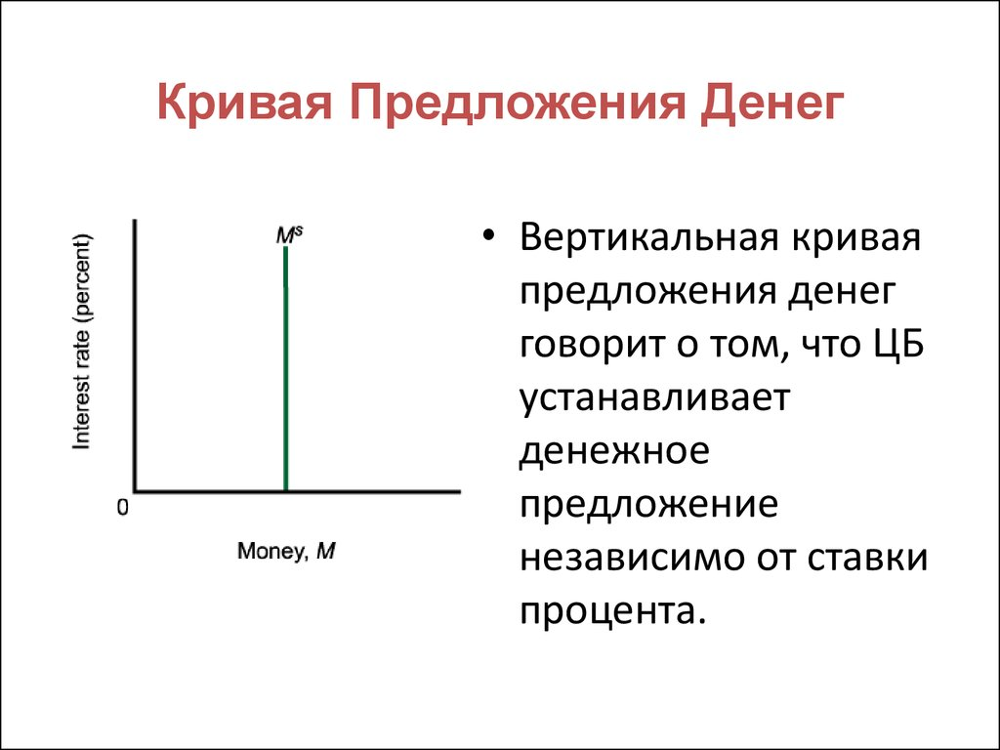 Кривая Предложения Денег
Interest rate (percent)
Mˢ
0
Money, M
• Вертикальная кривая
предложения денег
говорит о том, что ЦБ
устанавливает
денежное
предложение
независимо от ставки
процента.